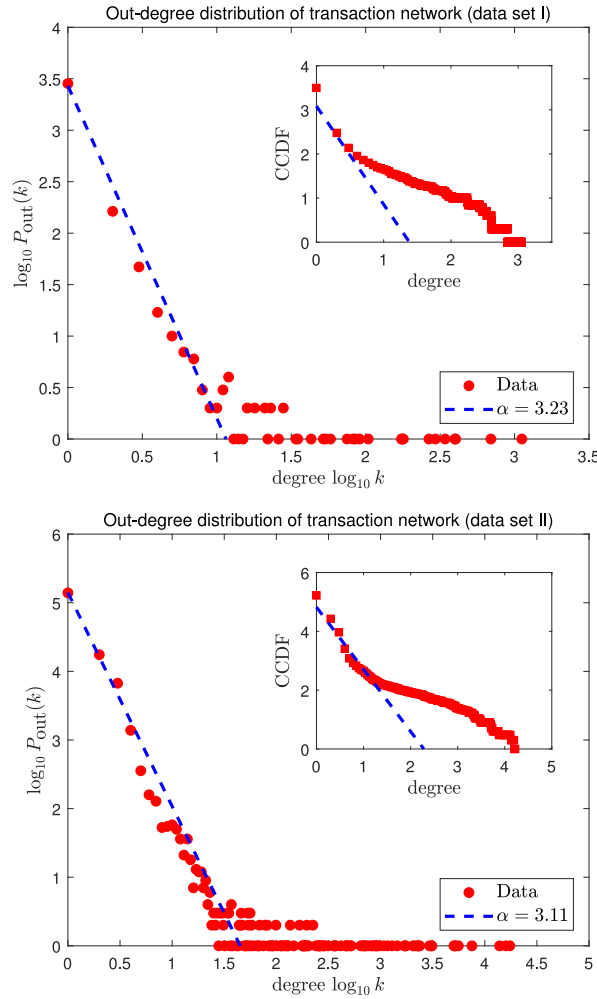 Out-degree distribution of transaction network (data set I)
4
3.5
3
2.5
2
1.5
1
0.5
0
log₁₀ P_out(k)
0 0.5 1 1.5 2 2.5 3 3.5
degree log₁₀ k
4
3
2
1
0
CCDF
0 1 2 3
degree
Data
α = 3.23
Out-degree distribution of transaction network (data set II)
6
5
4
3
2
1
0
log₁₀ P_out(k)
0 0.5 1 1.5 2 2.5 3 3.5 4 4.5 5
degree log₁₀ k
6
4
2
0
CCDF
0 1 2 3 4 5
degree
Data
α = 3.11